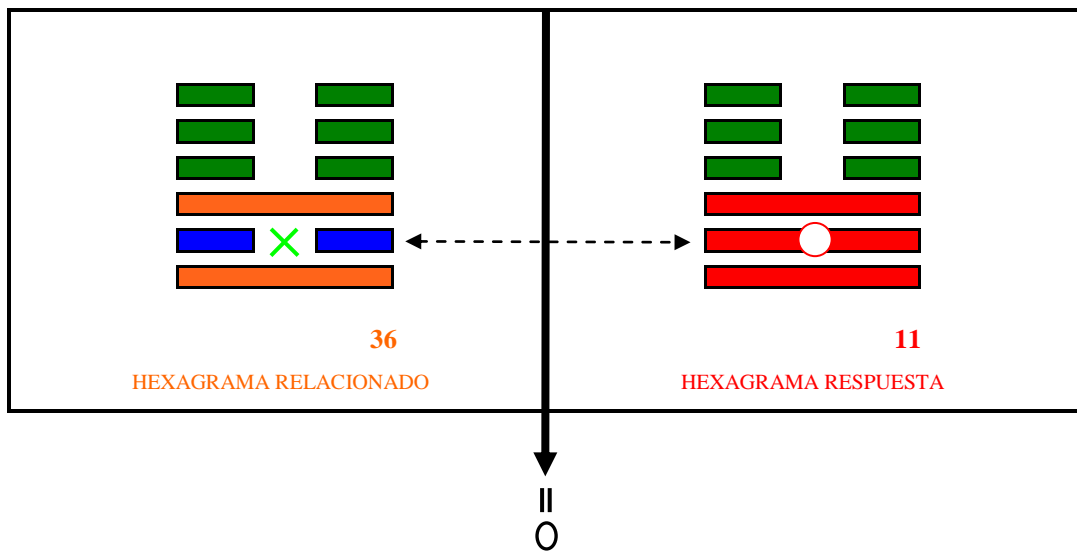 36
HEXAGRAMA RELACIONADO
11
HEXAGRAMA RESPUESTA
=
O